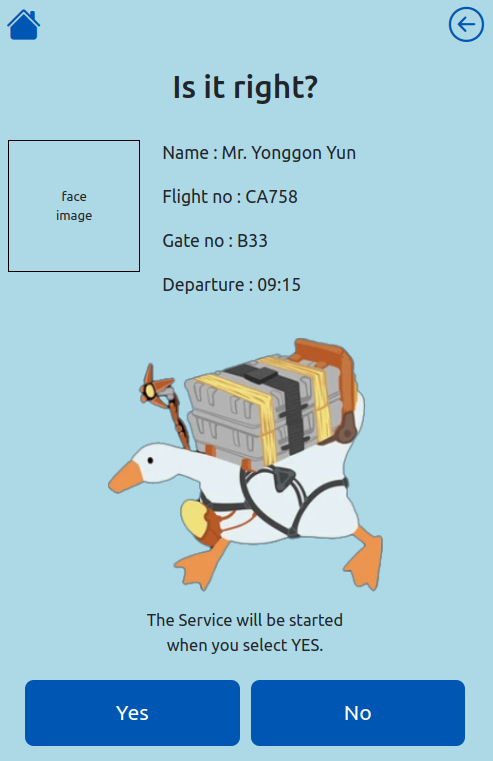 Is it right?
face
image
Name : Mr. Yonggon Yun
Flight no : CA758
Gate no : B33
Departure : 09:15
The Service will be started
when you select YES.
Yes
No